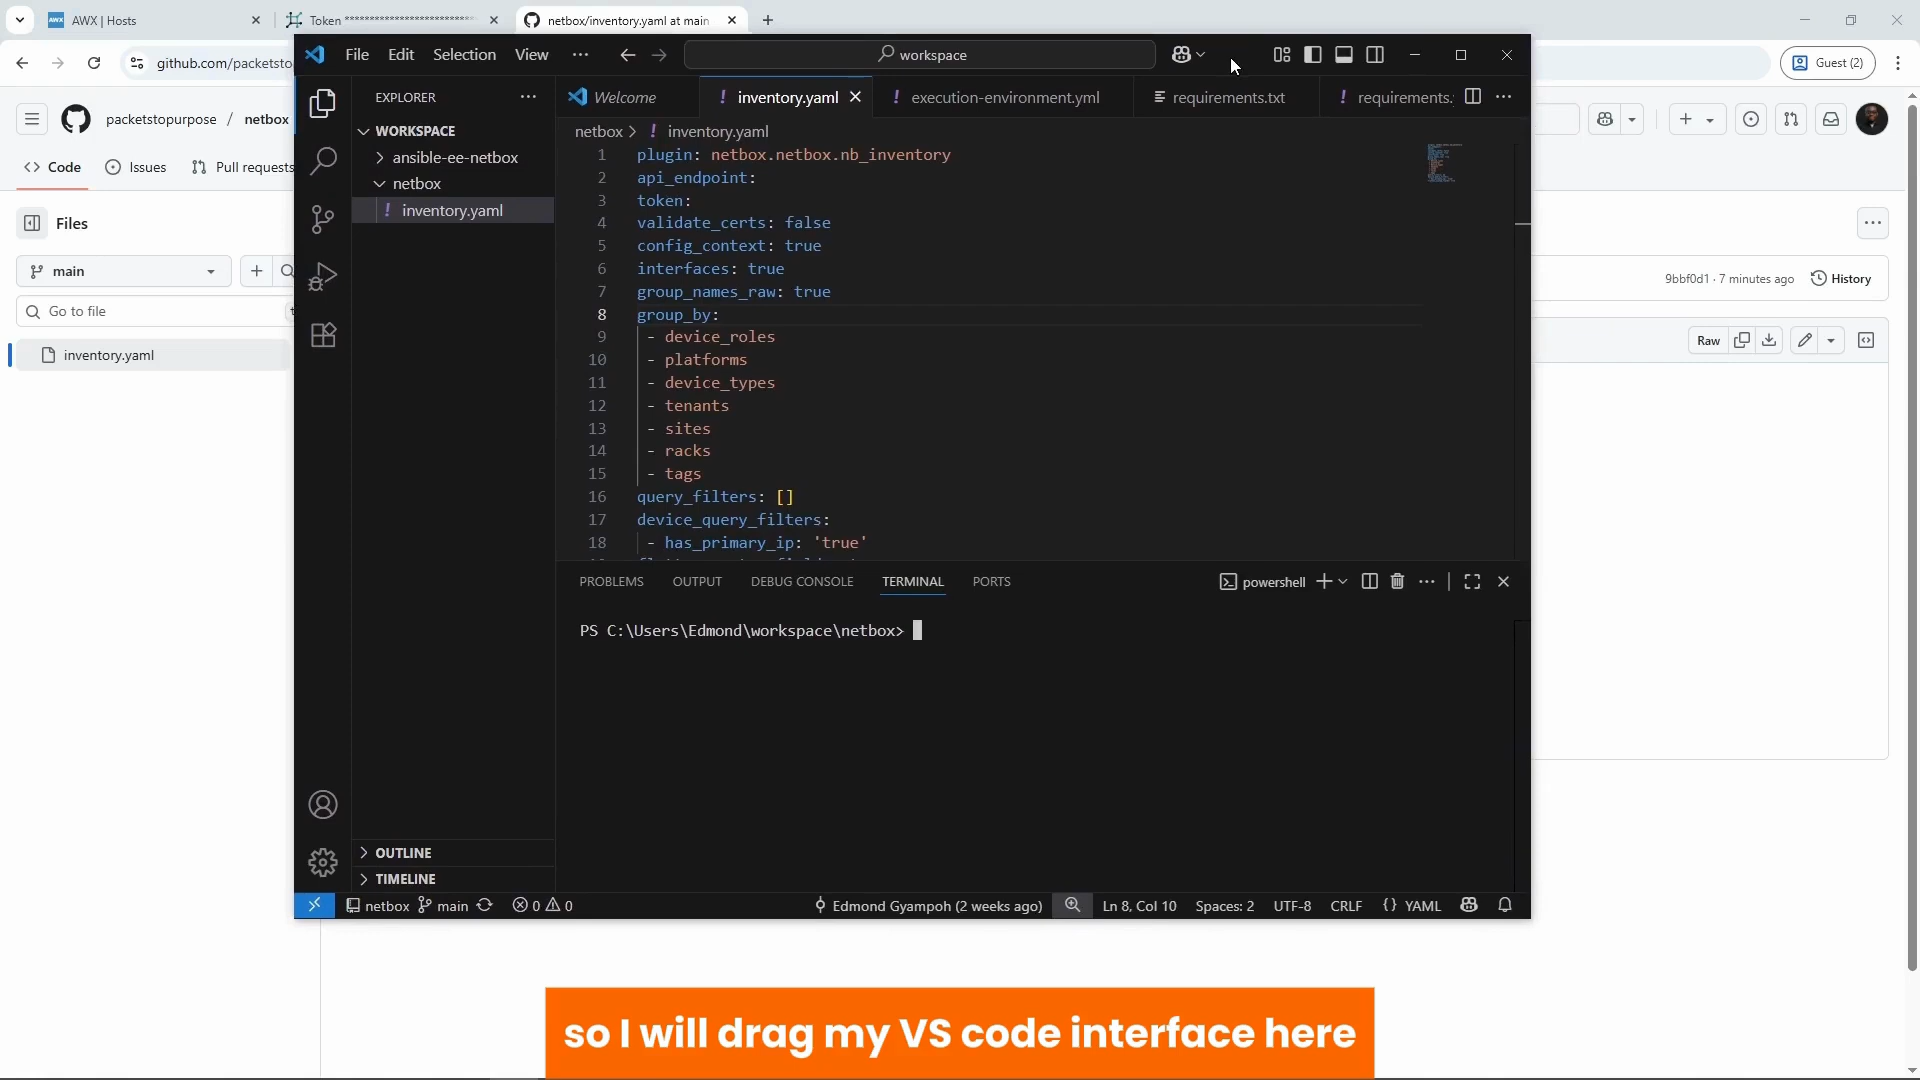 AWX | Hosts
Token ****************************
netbox/inventory.yaml at main
github.com/packetsto
Guest (2)
packetstopurpose / netbox
Code
Issues
Pull requests
Files
main
Go to file
inventory.yaml
9bbf0d1 · 7 minutes ago
History
Raw
File Edit Selection View ···
workspace
EXPLORER
WORKSPACE
ansible-ee-netbox
netbox
! inventory.yaml
OUTLINE
TIMELINE
Welcome
! inventory.yaml
! execution-environment.yml
requirements.txt
! requirements.
netbox > ! inventory.yaml
1 plugin: netbox.netbox.nb_inventory
2 api_endpoint:
3 token:
4 validate_certs: false
5 config_context: true
6 interfaces: true
7 group_names_raw: true
8 group_by:
9 - device_roles
10 - platforms
11 - device_types
12 - tenants
13 - sites
14 - racks
15 - tags
16 query_filters: []
17 device_query_filters:
18 - has_primary_ip: 'true'
PROBLEMS OUTPUT DEBUG CONSOLE TERMINAL PORTS
powershell
PS C:\Users\Edmond\workspace\netbox>
netbox main 0 0
Edmond Gyampoh (2 weeks ago)
Ln 8, Col 10 Spaces: 2 UTF-8 CRLF {} YAML
so I will drag my VS code interface here